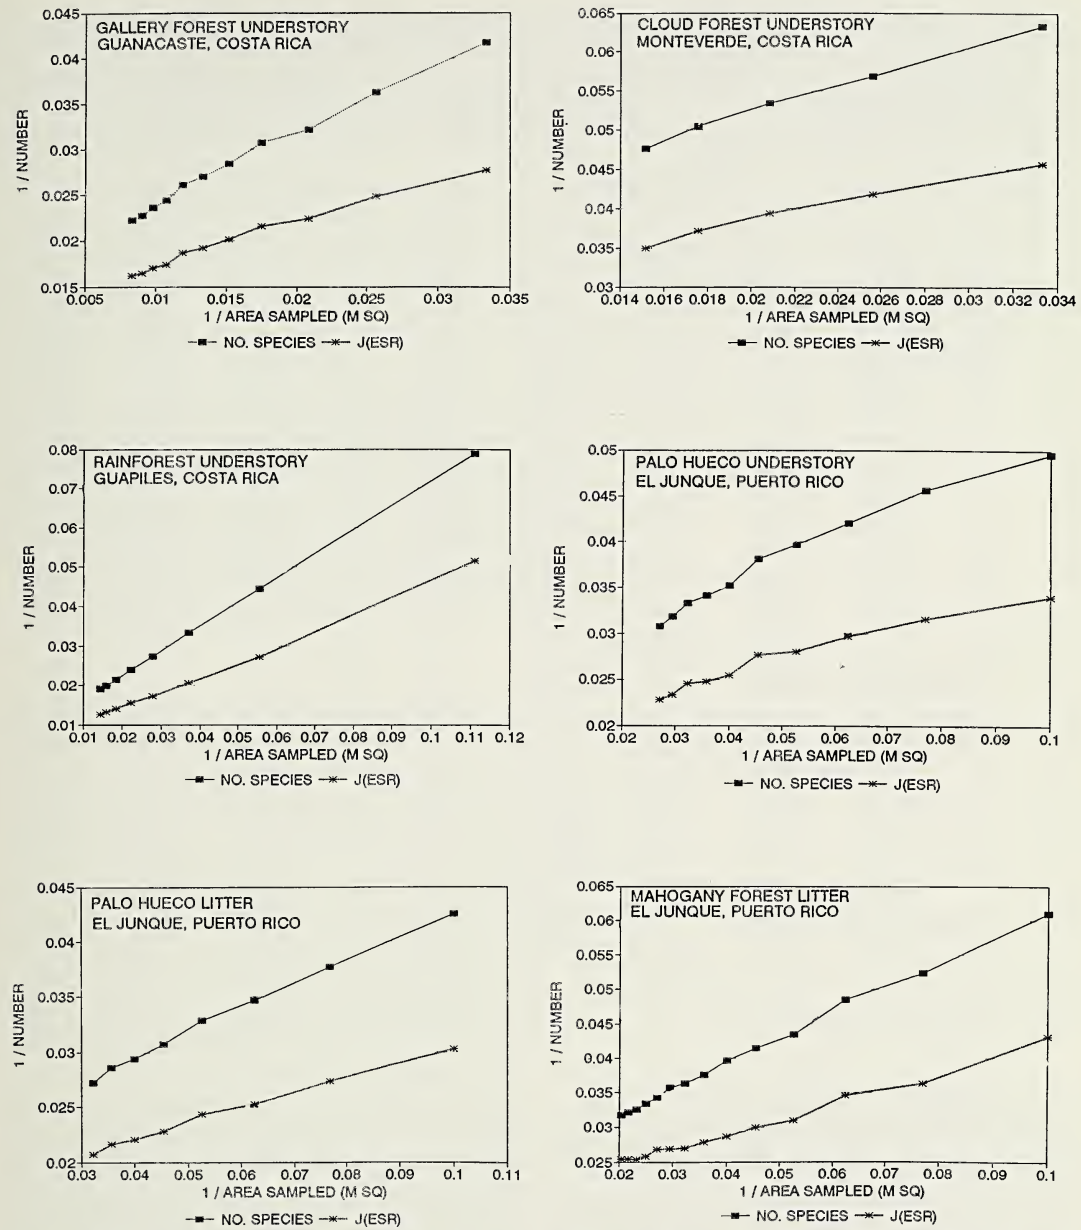 GALLERY FOREST UNDERSTORY
GUANACASTE, COSTA RICA
1 / NUMBER
0.045
0.04
0.035
0.03
0.025
0.02
0.015
0.005 0.01 0.015 0.02 0.025 0.03 0.035
1 / AREA SAMPLED (M SQ)
NO. SPECIES J(ESR)
CLOUD FOREST UNDERSTORY
MONTEVERDE, COSTA RICA
1 / NUMBER
0.065
0.06
0.055
0.05
0.045
0.04
0.035
0.03
0.014 0.016 0.018 0.02 0.022 0.024 0.026 0.028 0.03 0.032 0.034
1 / AREA SAMPLED (M SQ)
NO. SPECIES J(ESR)
RAINFOREST UNDERSTORY
GUAPILES, COSTA RICA
1 / NUMBER
0.08
0.07
0.06
0.05
0.04
0.03
0.02
0.01
0.01 0.02 0.03 0.04 0.05 0.06 0.07 0.08 0.09 0.1 0.11 0.12
1 / AREA SAMPLED (M SQ)
NO. SPECIES J(ESR)
PALO HUECO UNDERSTORY
EL JUNQUE, PUERTO RICO
1 / NUMBER
0.05
0.045
0.04
0.035
0.03
0.025
0.02
0.02 0.03 0.04 0.05 0.06 0.07 0.08 0.09 0.1
1 / AREA SAMPLED (M SQ)
NO. SPECIES J(ESR)
PALO HUECO LITTER
EL JUNQUE, PUERTO RICO
1 / NUMBER
0.045
0.04
0.035
0.03
0.025
0.02
0.03 0.04 0.05 0.06 0.07 0.08 0.09 0.1 0.11
1 / AREA SAMPLED (M SQ)
NO. SPECIES J(ESR)
MAHOGANY FOREST LITTER
EL JUNQUE, PUERTO RICO
1 / NUMBER
0.065
0.06
0.055
0.05
0.045
0.04
0.035
0.03
0.025
0.02 0.03 0.04 0.05 0.06 0.07 0.08 0.09 0.1
1 / AREA SAMPLED (M SQ)
NO. SPECIES J(ESR)